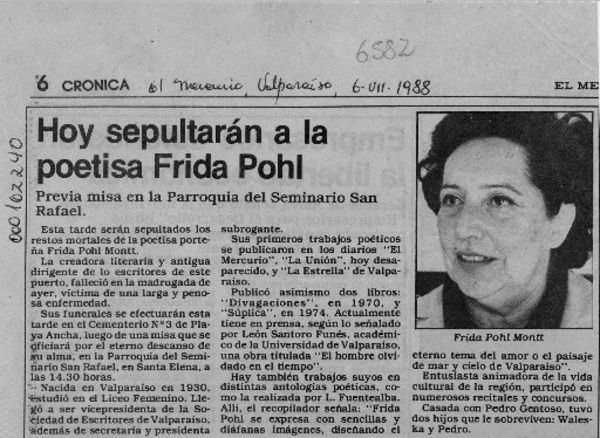 6582
6 CRONICA el Mercurio, Valparaíso, 6-VII-1988 EL ME
000162240
Hoy sepultarán a la
poetisa Frida Pohl
Previa misa en la Parroquia del Seminario San
Rafael.
Esta tarde serán sepultados los
restos mortales de la poetisa porte-
ña Frida Pohl Montt.
La creadora literaria y antigua
dirigente de lo escritores de este
puerto, falleció en la madrugada de
ayer, víctima de una larga y peno-
sa enfermedad.
Sus funerales se efectuarán esta
tarde en el Cementerio Nº3 de Pla-
ya Ancha, luego de una misa que se
oficiará por el eterno descanso de
su alma, en la Parroquia del Semi-
nario San Rafael, en Santa Elena, a
las 14.30 horas.
Nacida en Valparaíso en 1930,
estudió en el Liceo Femenino. Lle-
gó a ser vicepresidenta de la So-
ciedad de Escritores de Valparaíso,
además de secretaria y presidenta
subrogante.
Sus primeros trabajos poéticos
se publicaron en los diarios "El
Mercurio", "La Unión", hoy desa-
parecido, y "La Estrella" de Valpa-
raíso.
Publicó asimismo dos libros:
"Divagaciones", en 1970, y
"Súplica", en 1974. Actualmente
tiene en prensa, según lo señalado
por León Santoro Funés, académi-
co de la Universidad de Valparaíso,
una obra titulada "El hombre olvi-
dado en el tiempo".
Hay también trabajos suyos en
distintas antologías poéticas, co-
mo la realizada por L. Fuentealba.
Allí, el recopilador señala: "Frida
Pohl se expresa con sencillas y
diáfanas imágenes, diseñando el
Frida Pohl Montt
eterno tema del amor o el paisaje
de mar y cielo de Valparaíso".
Entusiasta animadora de la vida
cultural de la región, participó en
numerosos recitales y concursos.
Casada con Pedro Gentoso, tuvo
dos hijos que le sobreviven: Wales-
ka y Pedro.